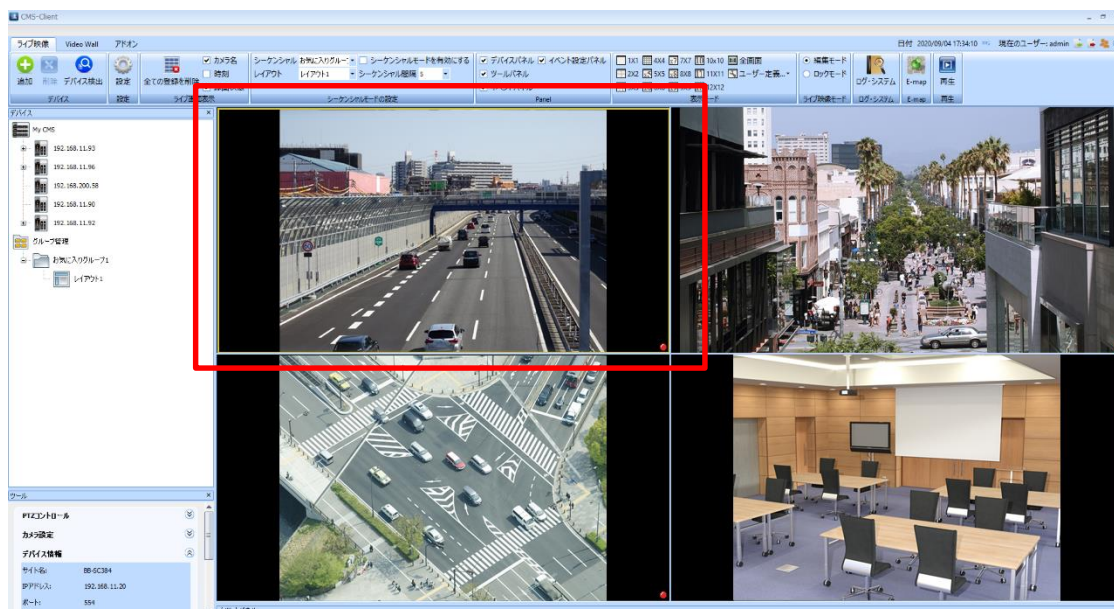 CMS-Client
ライブ映像 Video Wall アドオン
日付 2020/09/04 17:34:10 現在のユーザー: admin
追加 削除 デバイス検出 設定 全ての登録を削除
カメラ名
時刻
シーケンシャル お気に入りグルー シーケンシャルモードを有効にする
レイアウト レイアウト1 シーケンシャル間隔 5
デバイスパネル イベント設定パネル
ツールパネル
1X1 4X4 7X7 10x10 全画面
2X2 5X5 8X8 11X11 ユーザー定義...
12X12
編集モード
ロックモード
ログ・システム E-map 再生
デバイス 設定 シーケンシャルモードの設定 Panel ライブ映像モード ログ・システム E-map 再生
デバイス
My CMS
192.168.11.93
192.168.11.96
192.168.200.58
192.168.11.90
192.168.11.92
グループ管理
お気に入りグループ1
レイアウト1
ツール
PTZコントロール
カメラ設定
デバイス情報
サイト名: BB-SC384
IPアドレス: 192.168.11.20
ポート: 554